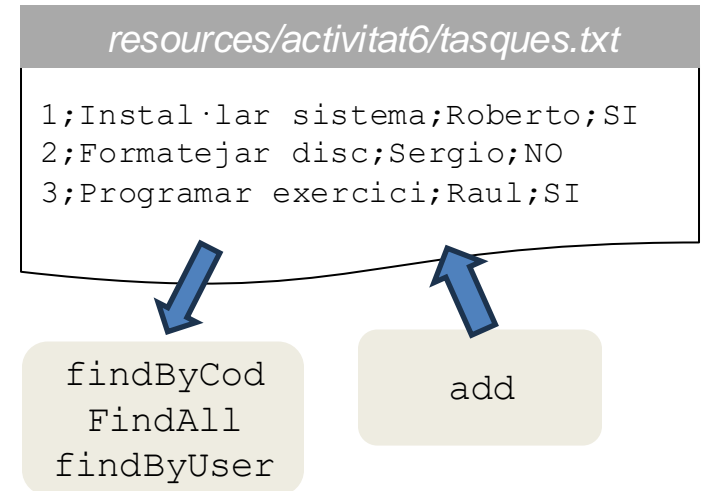 resources/activitat6/tasques.txt
1;Instal·lar sistema;Roberto;SI
2;Formatejar disc;Sergio;NO
3;Programar exercici;Raul;SI
findByCod
FindAll
findByUser
add